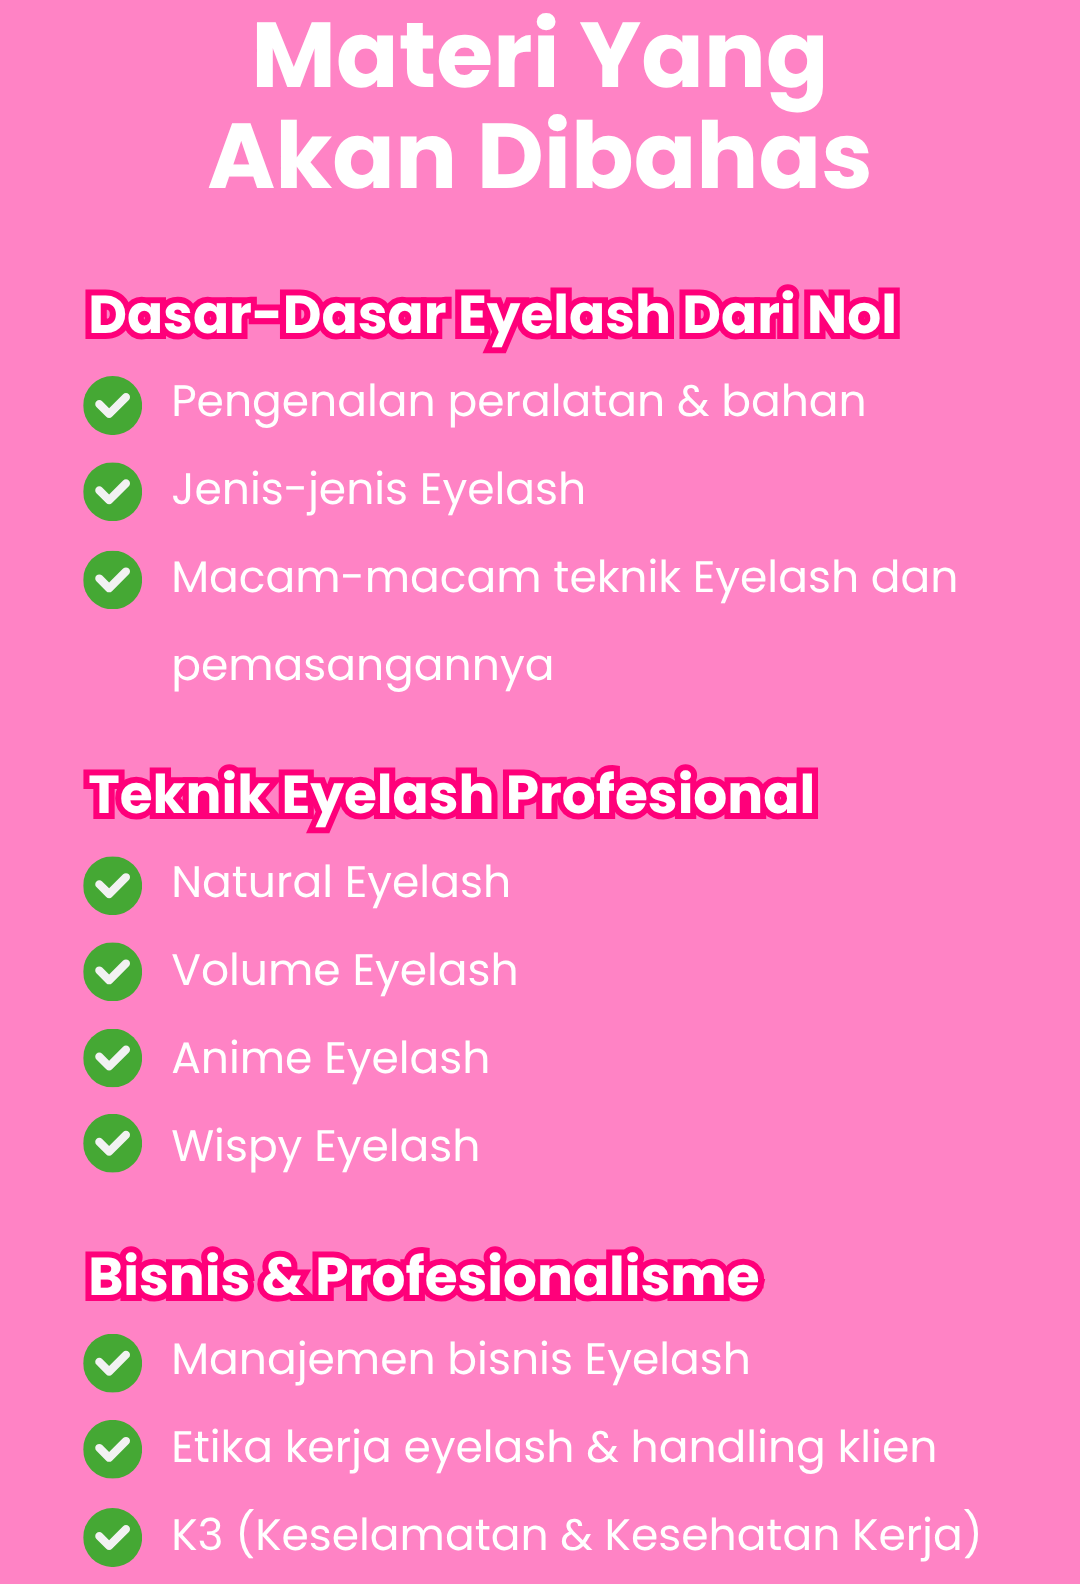 Materi Yang
Akan Dibahas
Dasar-Dasar Eyelash Dari Nol
Pengenalan peralatan & bahan
Jenis-jenis Eyelash
Macam-macam teknik Eyelash dan
pemasangannya
Teknik Eyelash Profesional
Natural Eyelash
Volume Eyelash
Anime Eyelash
Wispy Eyelash
Bisnis & Profesionalisme
Manajemen bisnis Eyelash
Etika kerja eyelash & handling klien
K3 (Keselamatan & Kesehatan Kerja)